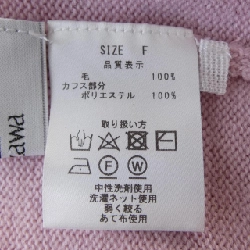 SIZE F
品質表示
毛 100%
カフス部分
ポリエステル 100%
取り扱い方
P W
中性洗剤使用
洗濯ネット使用
弱く絞る
あて布使用
awa